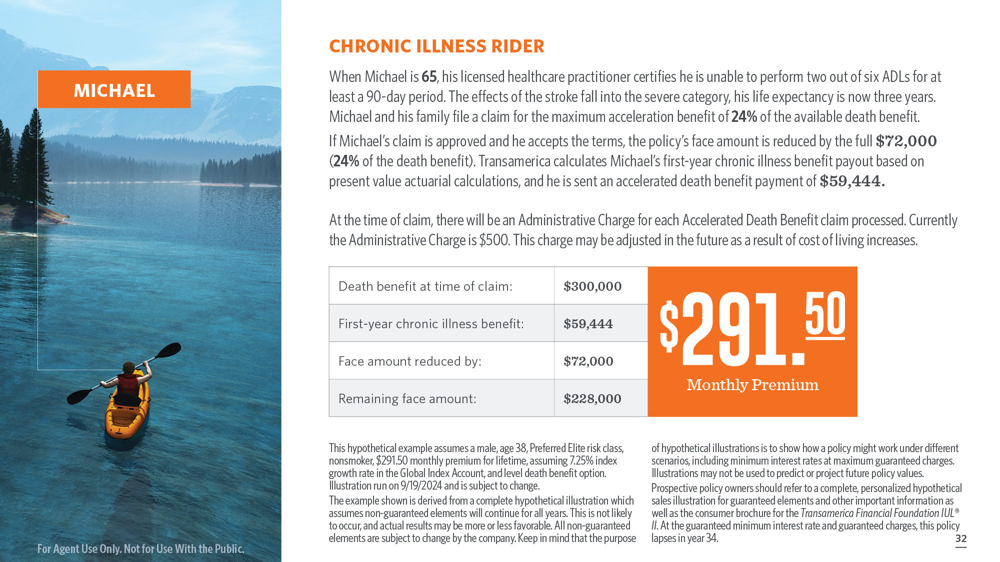 MICHAEL
CHRONIC ILLNESS RIDER
When Michael is 65, his licensed healthcare practitioner certifies he is unable to perform two out of six ADLs for at
least a 90-day period. The effects of the stroke fall into the severe category, his life expectancy is now three years.
Michael and his family file a claim for the maximum acceleration benefit of 24% of the available death benefit.
If Michael’s claim is approved and he accepts the terms, the policy’s face amount is reduced by the full $72,000
(24% of the death benefit). Transamerica calculates Michael’s first-year chronic illness benefit payout based on
present value actuarial calculations, and he is sent an accelerated death benefit payment of $59,444.
At the time of claim, there will be an Administrative Charge for each Accelerated Death Benefit claim processed. Currently
the Administrative Charge is $500. This charge may be adjusted in the future as a result of cost of living increases.
Death benefit at time of claim: $300,000
First-year chronic illness benefit: $59,444
Face amount reduced by: $72,000
Remaining face amount: $228,000
$291.50
Monthly Premium
This hypothetical example assumes a male, age 38, Preferred Elite risk class,
nonsmoker, $291.50 monthly premium for lifetime, assuming 7.25% index
growth rate in the Global Index Account, and level death benefit option.
Illustration run on 9/19/2024 and is subject to change.
The example shown is derived from a complete hypothetical illustration which
assumes non-guaranteed elements will continue for all years. This is not likely
to occur, and actual results may be more or less favorable. All non-guaranteed
elements are subject to change by the company. Keep in mind that the purpose
of hypothetical illustrations is to show how a policy might work under different
scenarios, including minimum interest rates at maximum guaranteed charges.
Illustrations may not be used to predict or project future policy values.
Prospective policy owners should refer to a complete, personalized hypothetical
sales illustration for guaranteed elements and other important information as
well as the consumer brochure for the Transamerica Financial Foundation IUL®
II. At the guaranteed minimum interest rate and guaranteed charges, this policy
lapses in year 34.
For Agent Use Only. Not for Use With the Public.
32